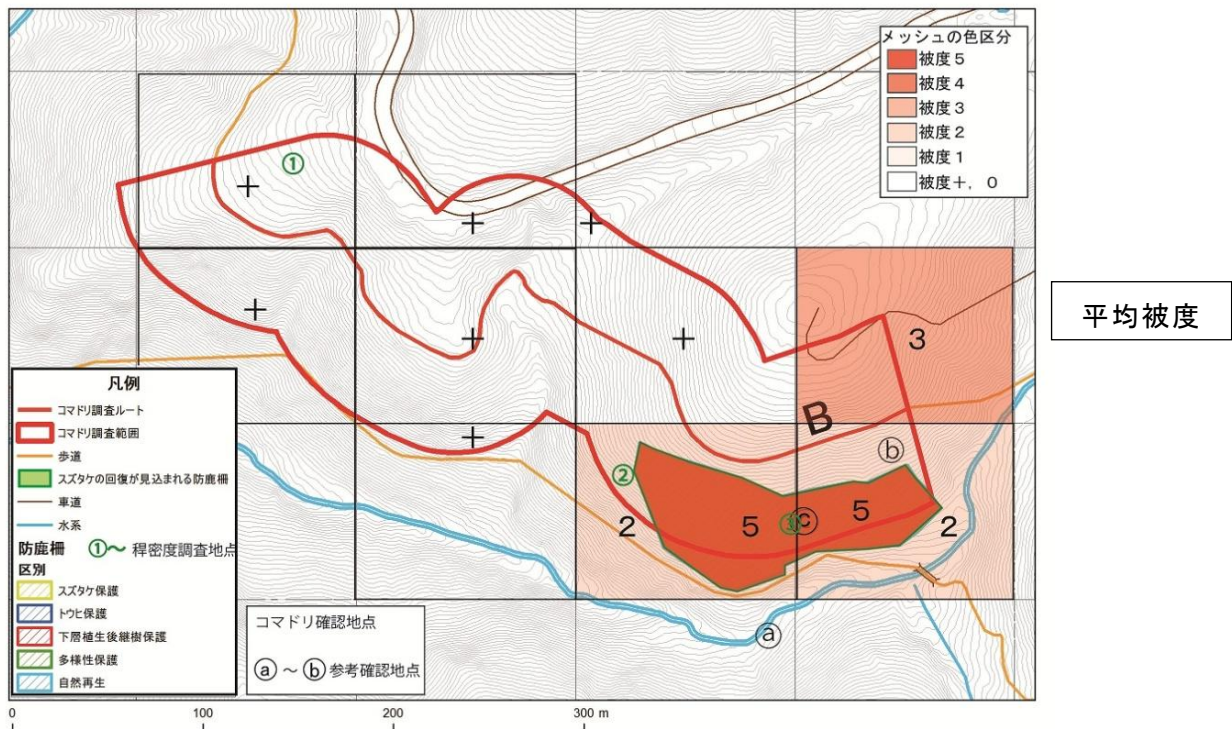 メッシュの色区分
被度5
被度4
被度3
被度2
被度1
被度+, 0
①
+
+
+
平均被度
+
+
+
3
凡例
コマドリ調査ルート
コマドリ調査範囲
歩道
スズタケの回復が見込まれる防鹿柵
車道
水系
防鹿柵 ①～ 稈密度調査地点
区別
スズタケ保護
トウヒ保護
下層植生後継樹保護
多様性保護
自然再生
B
+
ⓑ
②
2
5
③
ⓒ
5
2
コマドリ確認地点
ⓐ ～ ⓑ 参考確認地点
ⓐ
0 100 200 300 m